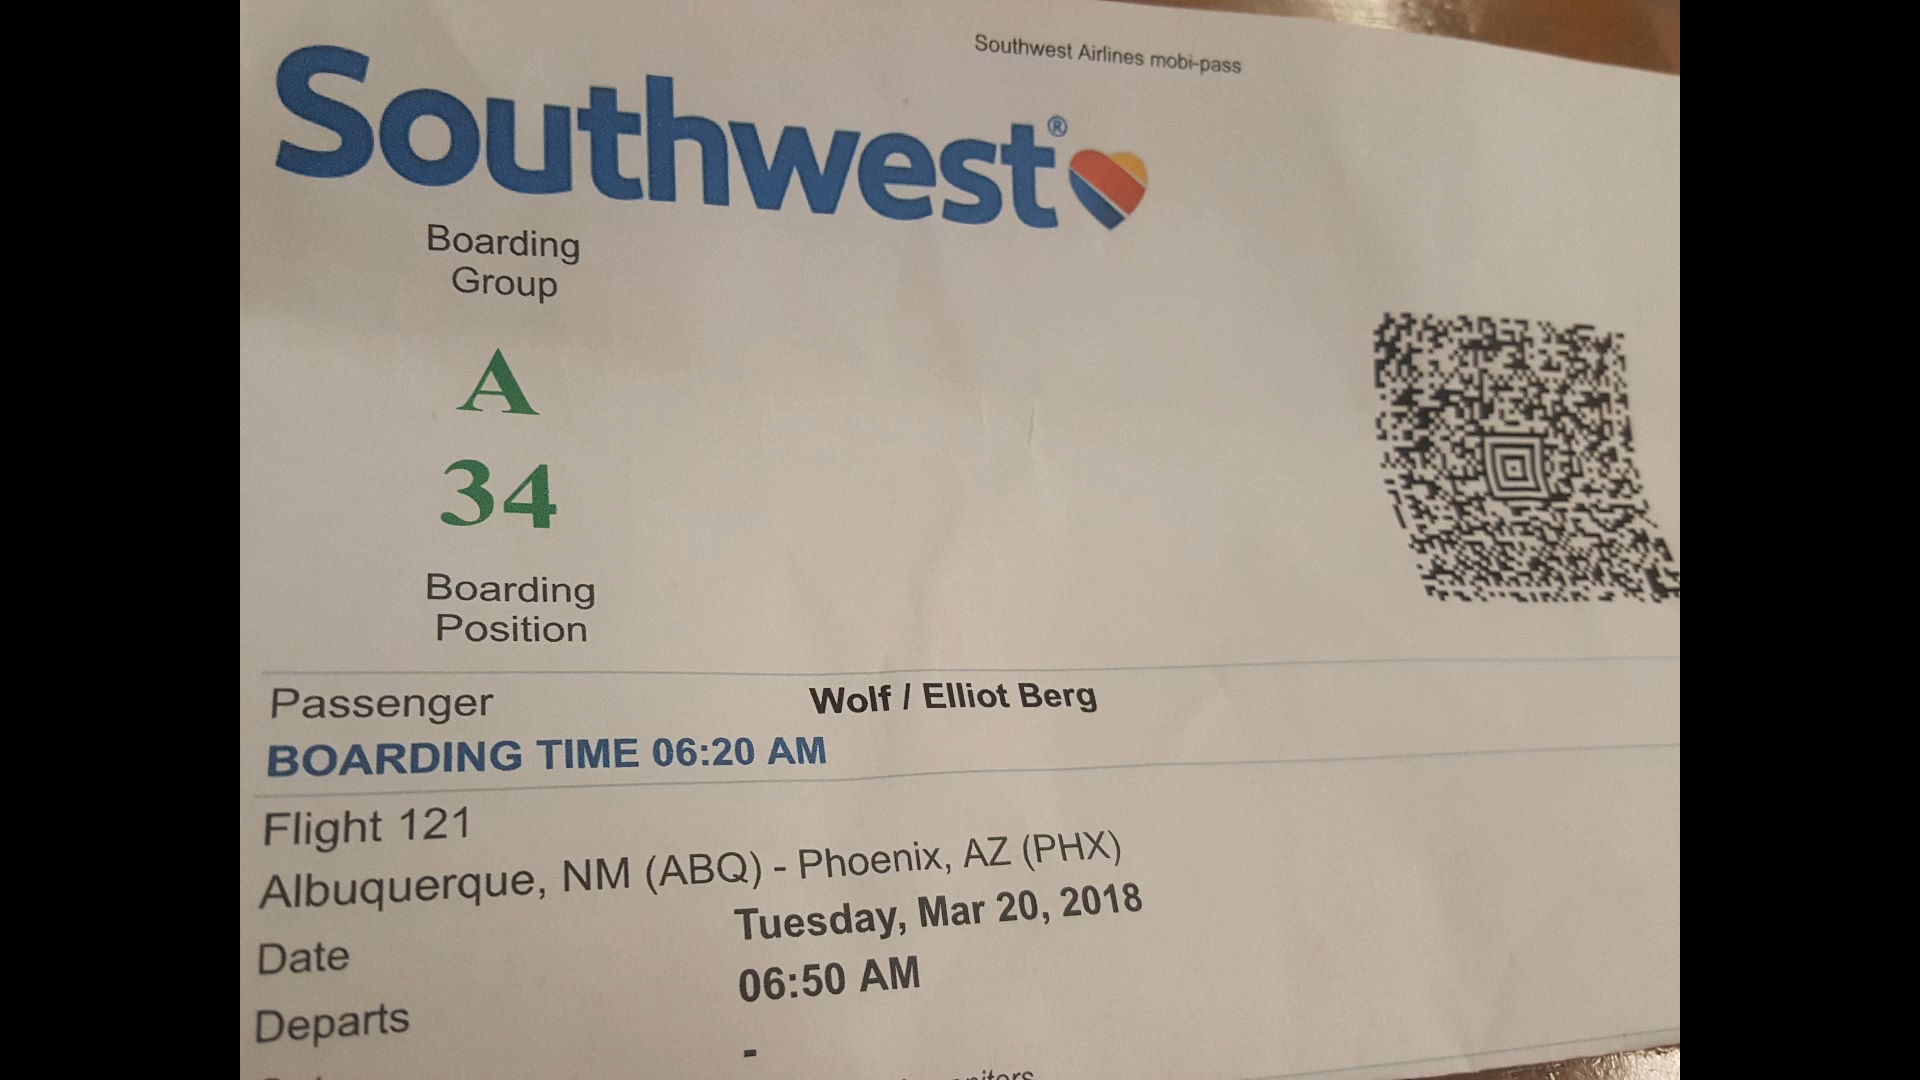 Southwest Airlines mobi-pass
Southwest®
Boarding
Group
A
34
Boarding
Position
Passenger Wolf / Elliot Berg
BOARDING TIME 06:20 AM
Flight 121
Albuquerque, NM (ABQ) - Phoenix, AZ (PHX)
Date Tuesday, Mar 20, 2018
Departs 06:50 AM
-